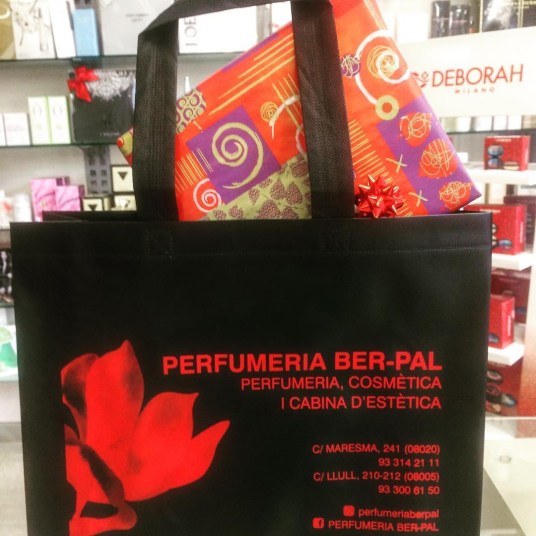 DEBORAH
MILANO
PERFUMERIA BER-PAL
PERFUMERIA, COSMÈTICA
I CABINA D'ESTÈTICA
C/ MARESMA, 241 (08020)
93 314 21 11
C/ LLULL, 210-212 (08005)
93 300 61 50
perfumeriaberpal
PERFUMERIA BER-PAL